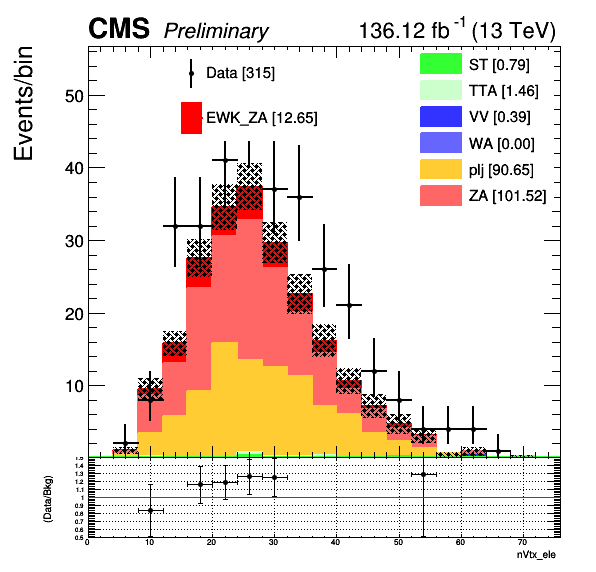 CMS Preliminary 136.12 fb⁻¹ (13 TeV)
Events/bin
50
40
30
20
10
Data [315]
EWK_ZA [12.65]
ST [0.79]
TTA [1.46]
VV [0.39]
WA [0.00]
plj [90.65]
ZA [101.52]
(Data/Bkg)
1.5
1.4
1.3
1.2
1.1
1
0.9
0.8
0.7
0.6
0.5
0 10 20 30 40 50 60 70
nVtx_ele